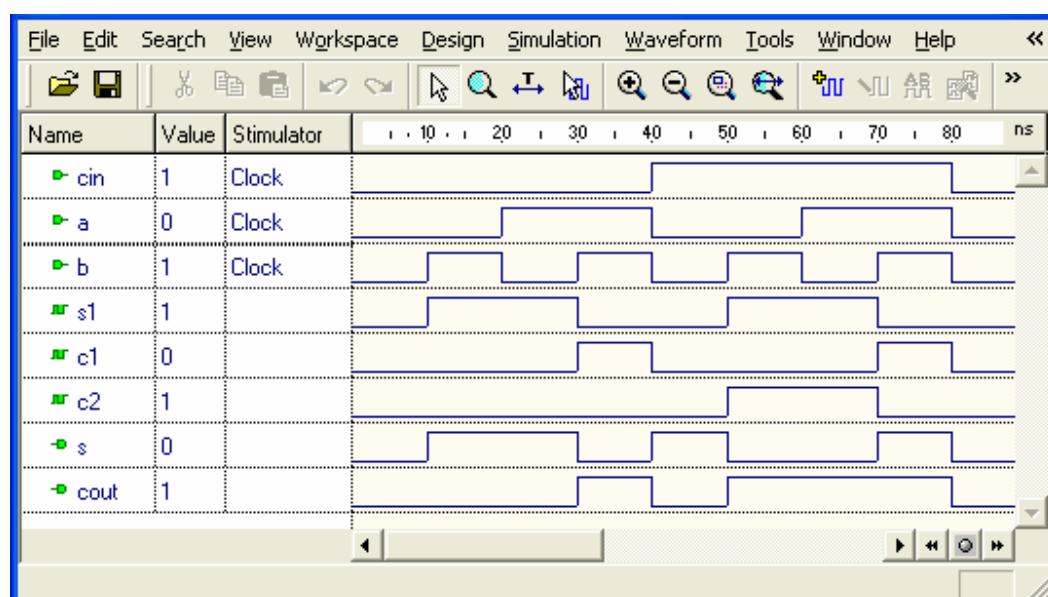 File Edit Search View Workspace Design Simulation Waveform Tools Window Help
Name Value Stimulator 10 20 30 40 50 60 70 80 ns
cin 1 Clock
a 0 Clock
b 1 Clock
s1 1
c1 0
c2 1
s 0
cout 1